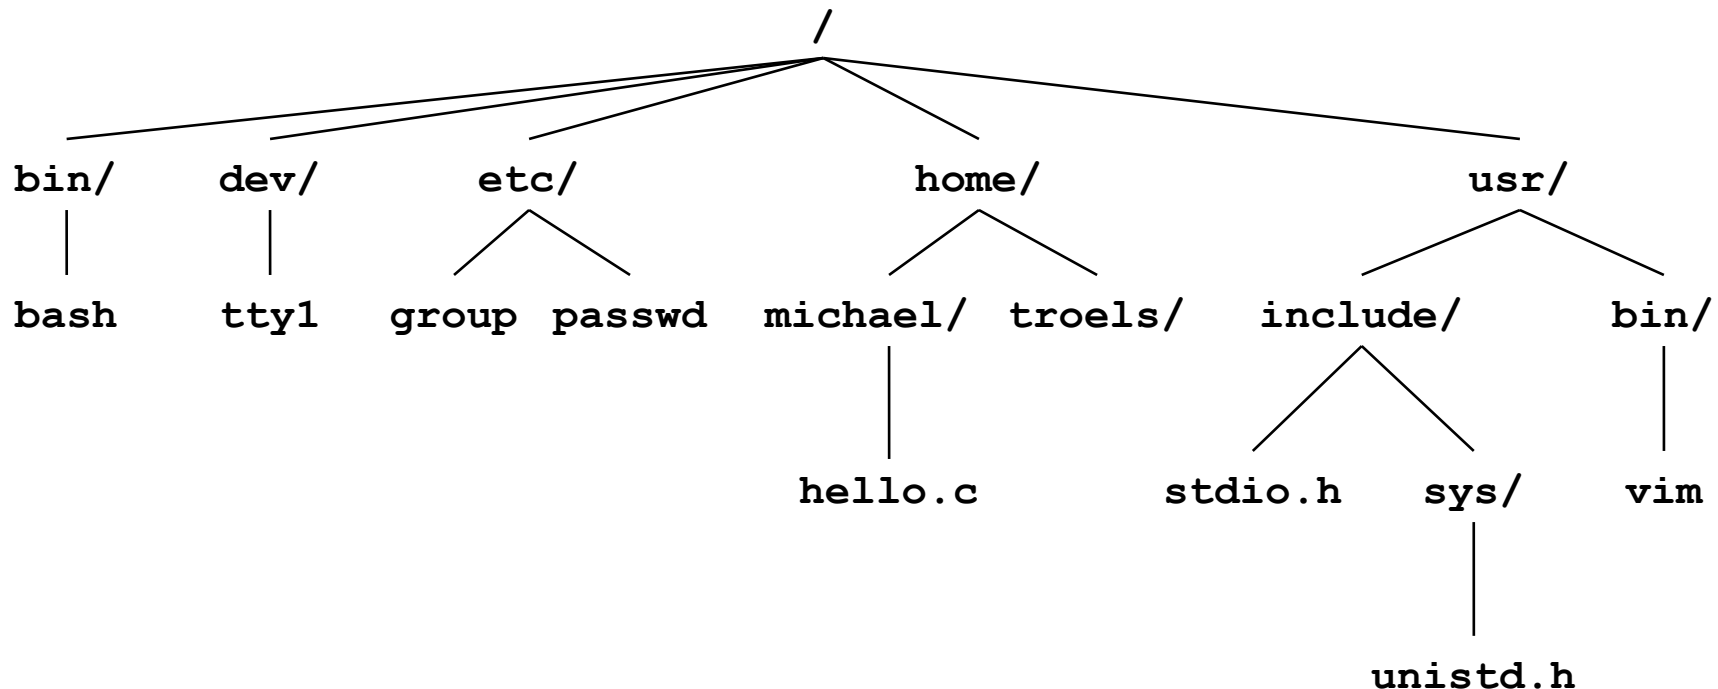 /
bin/ dev/ etc/ home/ usr/
bash tty1 group passwd michael/ troels/ include/ bin/
hello.c stdio.h sys/ vim
unistd.h